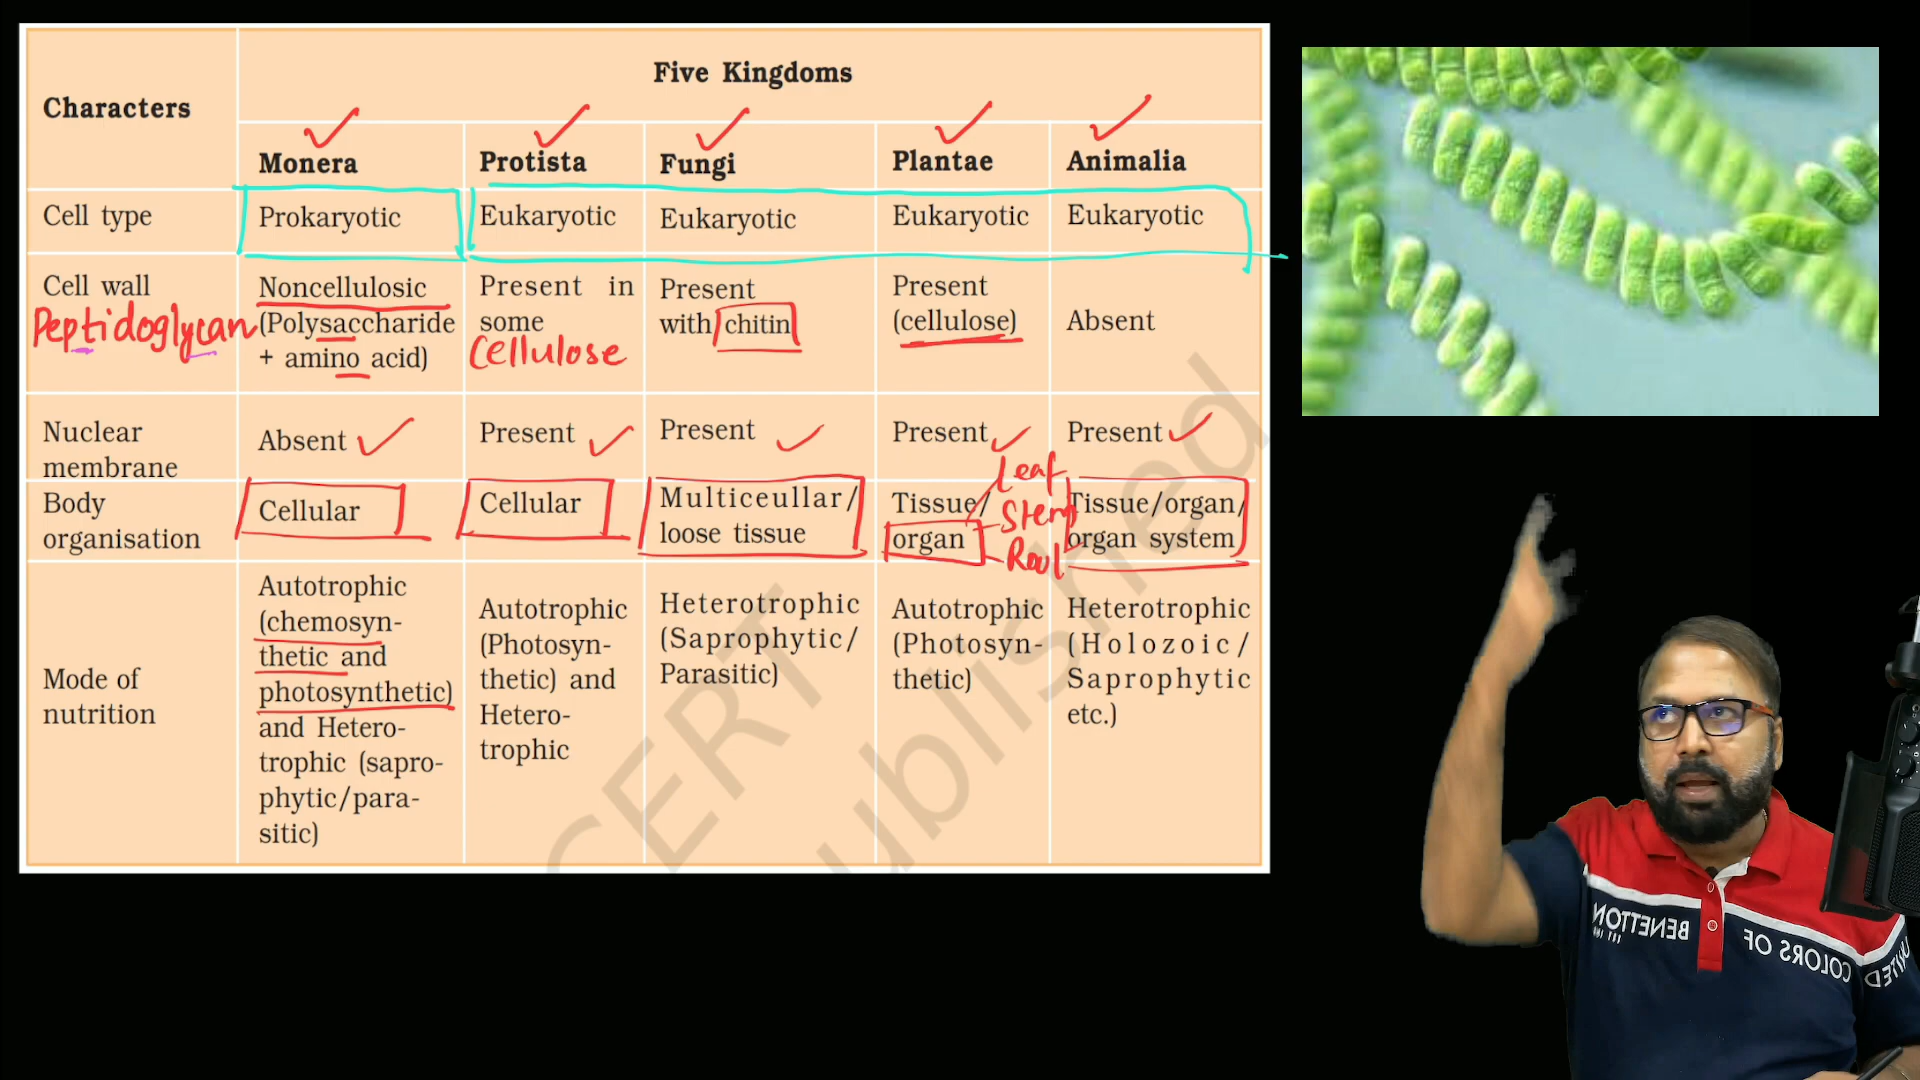 Characters
Five Kingdoms
Monera
Protista
Fungi
Plantae
Animalia
Cell type
Prokaryotic
Eukaryotic
Eukaryotic
Eukaryotic
Eukaryotic
Cell wall
Peptidoglycan
Noncellulosic
(Polysaccharide
+ amino acid)
Present in
some
Cellulose
Present
with chitin
Present
(cellulose)
Absent
Nuclear
membrane
Absent
Present
Present
Present
Present
Body
organisation
Cellular
Cellular
Multiceullar/
loose tissue
Tissue/
organ
Leaf
Stem
Tissue/organ/
organ system
Mode of
nutrition
Autotrophic
(chemosyn-
thetic and
photosynthetic)
and Hetero-
trophic (sapro-
phytic/para-
sitic)
Autotrophic
(Photosyn-
thetic) and
Hetero-
trophic
Heterotrophic
(Saprophytic/
Parasitic)
Autotrophic
(Photosyn-
thetic)
Heterotrophic
(Holozoic/
Saprophytic
etc.)
CERT
ublished
UNITED COLORS OF BENETTON